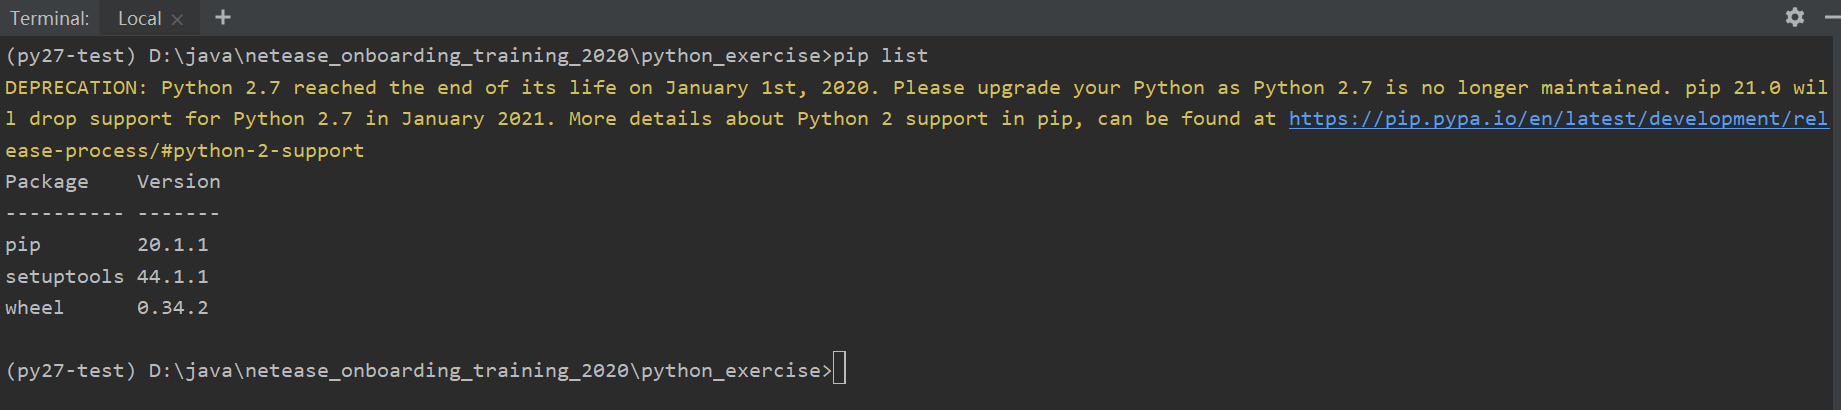 Terminal: Local × +
(py27-test) D:\java\netease_onboarding_training_2020\python_exercise>pip list
DEPRECATION: Python 2.7 reached the end of its life on January 1st, 2020. Please upgrade your Python as Python 2.7 is no longer maintained. pip 21.0 wil
l drop support for Python 2.7 in January 2021. More details about Python 2 support in pip, can be found at https://pip.pypa.io/en/latest/development/rel
ease-process/#python-2-support
Package    Version
---------- -------
pip        20.1.1
setuptools 44.1.1
wheel      0.34.2
(py27-test) D:\java\netease_onboarding_training_2020\python_exercise>